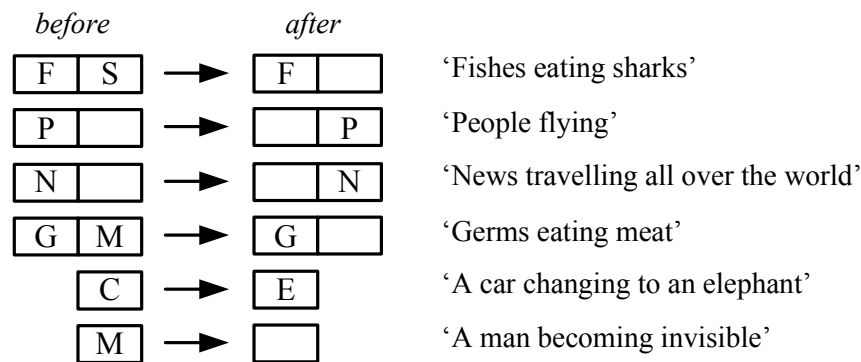 before after
F S F ‘Fishes eating sharks’
P P ‘People flying’
N N ‘News travelling all over the world’
G M G ‘Germs eating meat’
C E ‘A car changing to an elephant’
M ‘A man becoming invisible’